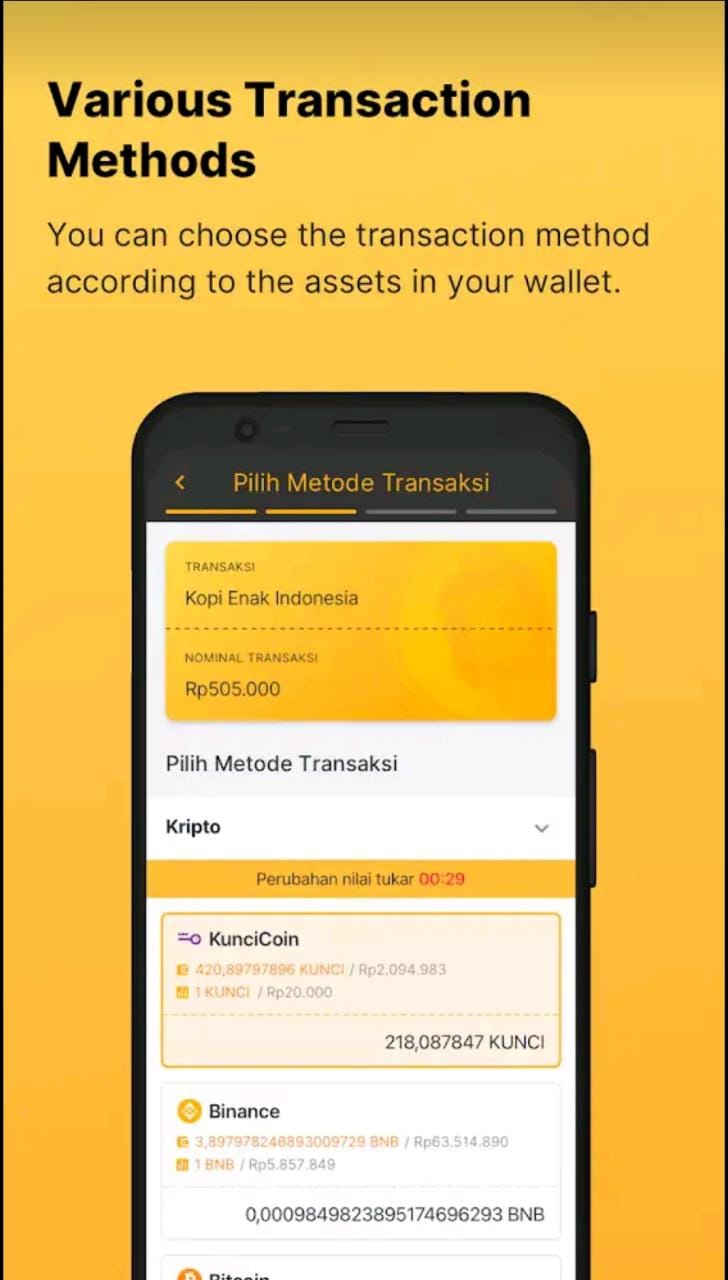 Various Transaction
Methods
You can choose the transaction method
according to the assets in your wallet.
Pilih Metode Transaksi
TRANSAKSI
Kopi Enak Indonesia
NOMINAL TRANSAKSI
Rp505.000
Pilih Metode Transaksi
Kripto
Perubahan nilai tukar 00:29
KunciCoin
420,89797896 KUNCI / Rp2.094.983
1 KUNCI / Rp20.000
218,087847 KUNCI
Binance
3,897978246893009729 BNB / Rp63.514.890
1 BNB / Rp5.857.849
0,0009849823895174696293 BNB
Bitcoin